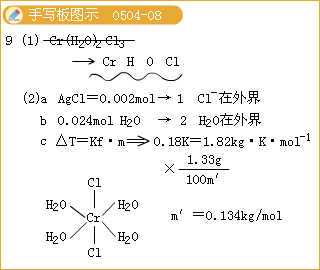 手写板图示 0504-08
9 (1) Cr(H₂O)₂Cl₃
→ Cr H O Cl
(2)a AgCl=0.002mol→ 1 Cl⁻在外界
b 0.024mol H₂O → 2 H₂O在外界
c △T=Kf·m⟹0.18K=1.82kg·K·mol⁻¹
× 1.33g
100m′
Cl
H₂O H₂O
Cr
H₂O H₂O
Cl
m′=0.134kg/mol